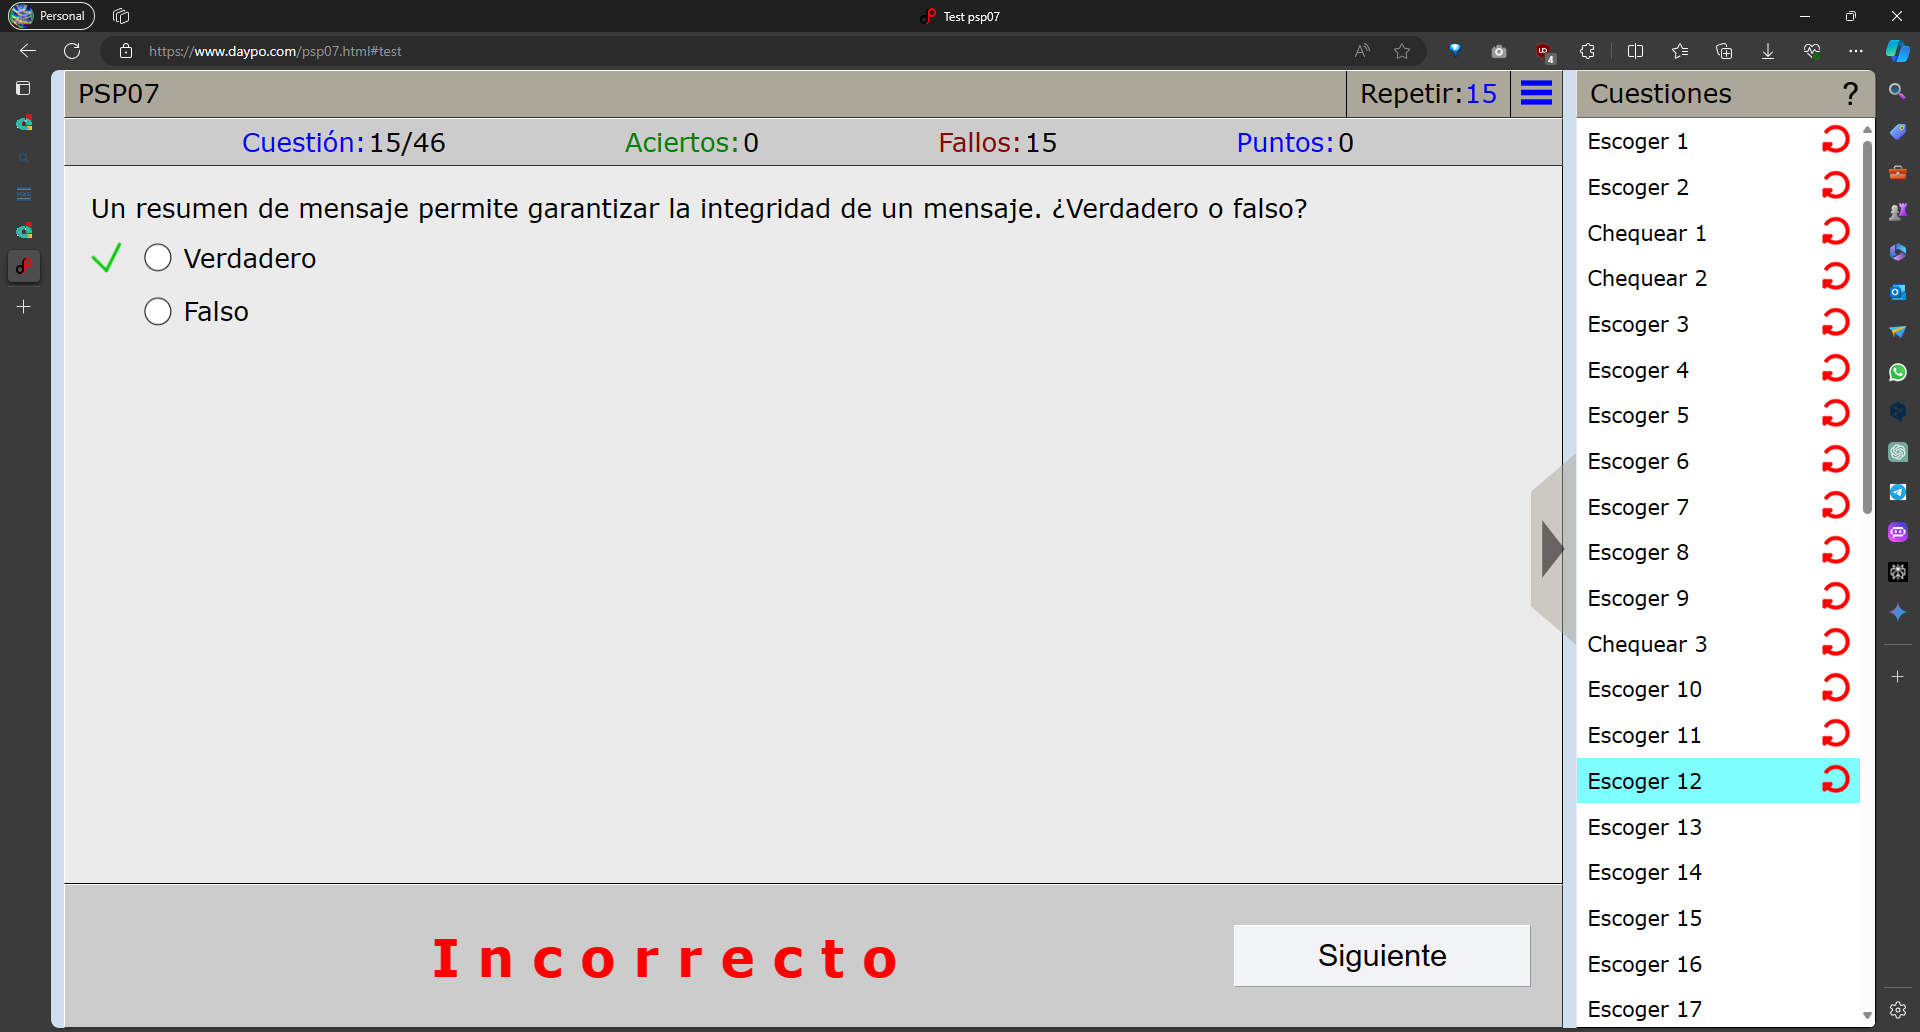 Personal
Test psp07
https://www.daypo.com/psp07.html#test
4
PSP07
Repetir:15
Cuestiones
?
Cuestión:15/46
Aciertos:0
Fallos:15
Puntos:0
Un resumen de mensaje permite garantizar la integridad de un mensaje. ¿Verdadero o falso?
Verdadero
Falso
Incorrecto
Siguiente
Escoger 1
Escoger 2
Chequear 1
Chequear 2
Escoger 3
Escoger 4
Escoger 5
Escoger 6
Escoger 7
Escoger 8
Escoger 9
Chequear 3
Escoger 10
Escoger 11
Escoger 12
Escoger 13
Escoger 14
Escoger 15
Escoger 16
Escoger 17